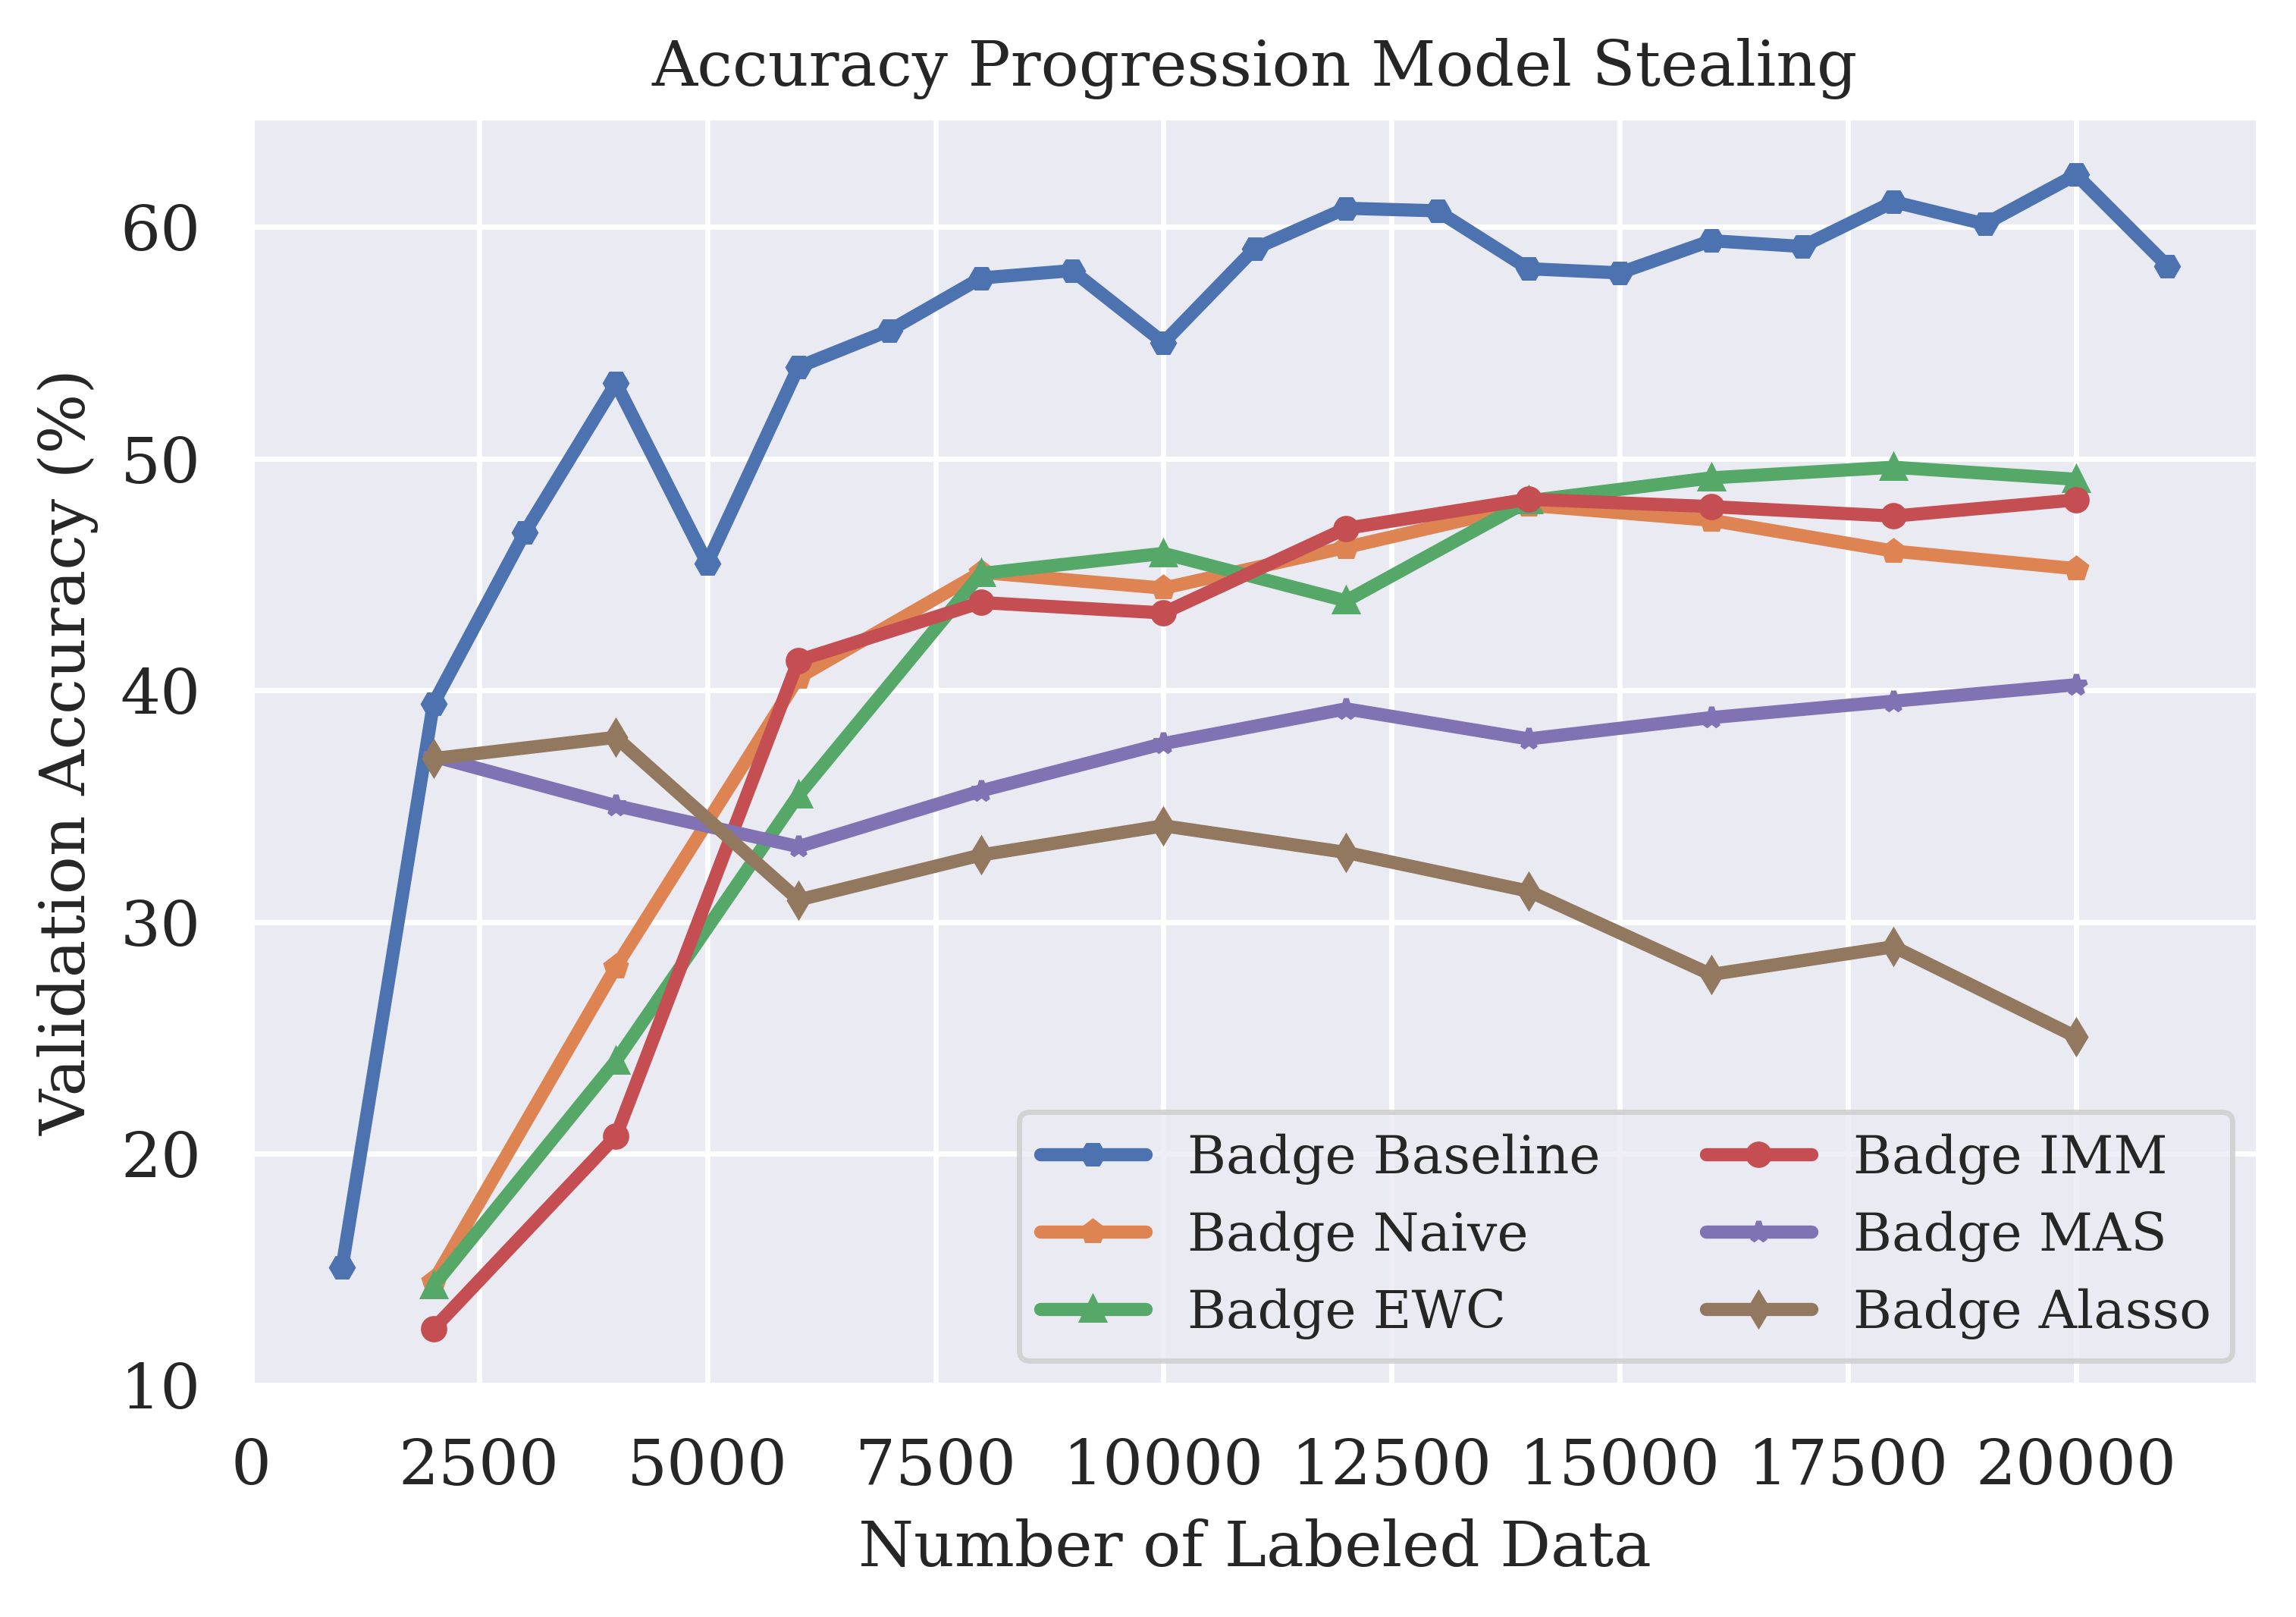 Accuracy Progression Model Stealing
Validation Accuracy (%)
60
50
40
30
20
10
0 2500 5000 7500 10000 12500 15000 17500 20000
Number of Labeled Data
Badge Baseline
Badge Naive
Badge EWC
Badge IMM
Badge MAS
Badge Alasso